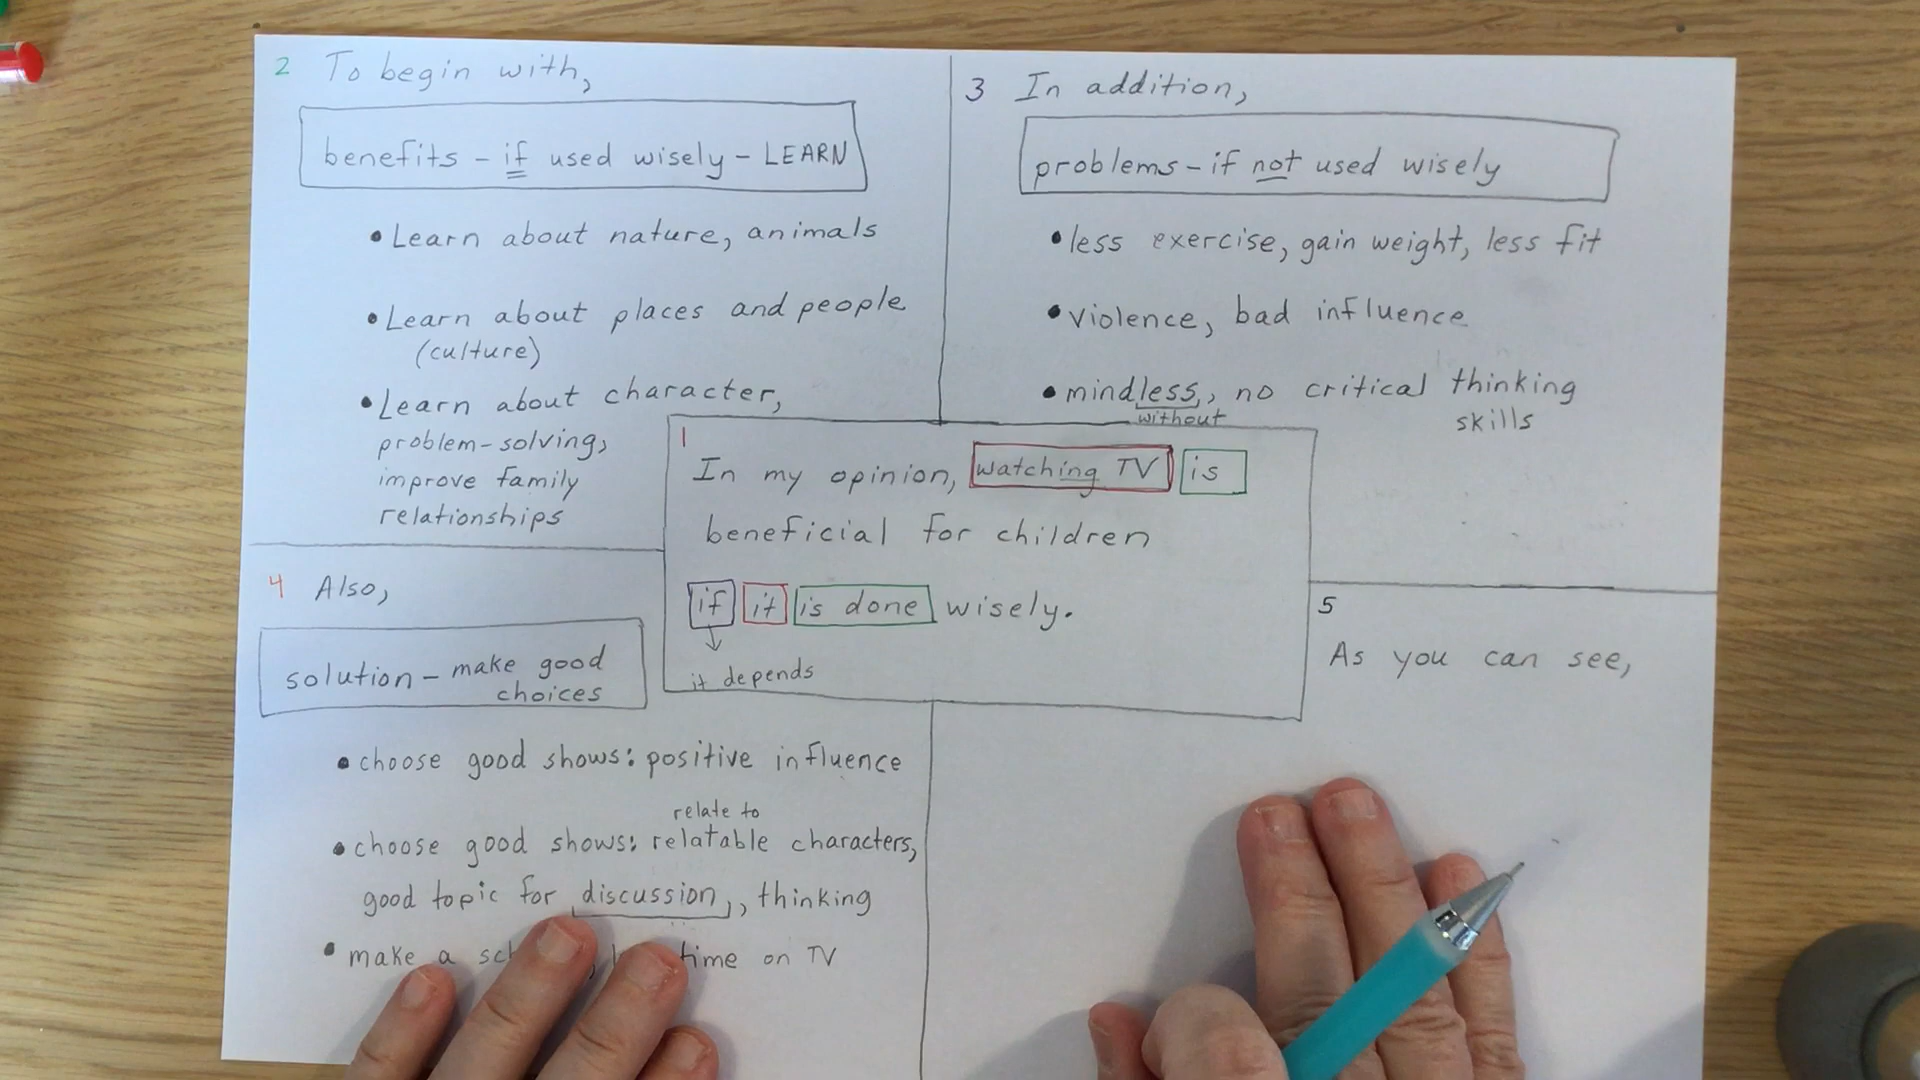 2 To begin with,
benefits - if used wisely - LEARN
• Learn about nature, animals
• Learn about places and people
(culture)
• Learn about character,
problem-solving,
improve family
relationships
3 In addition,
problems - if not used wisely
• less exercise, gain weight, less fit
• violence, bad influence
• mindless, no critical thinking
without
skills
1
In my opinion, watching TV is
beneficial for children
if it is done wisely.
it depends
4 Also,
solution - make good
choices
• choose good shows: positive influence
relate to
• choose good shows: relatable characters,
good topic for discussion, thinking
• make a time on TV
5
As you can see,